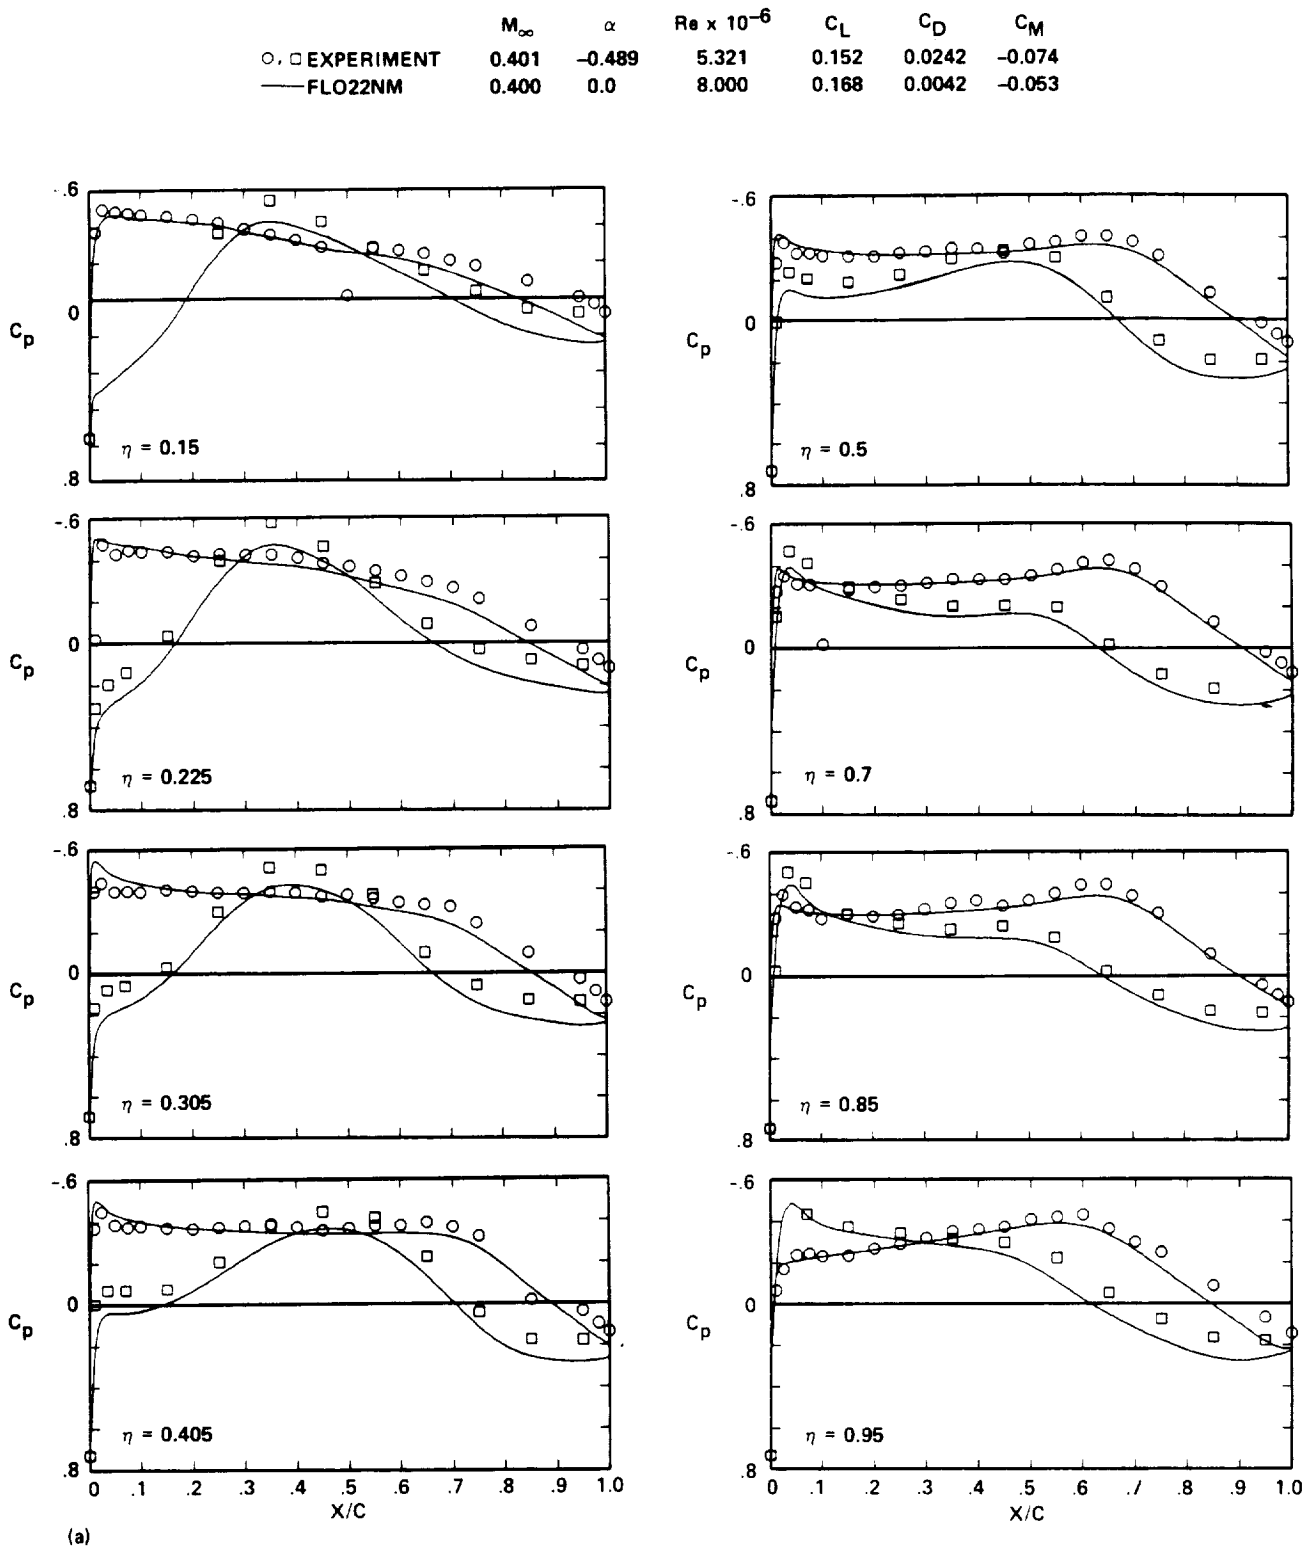 M∞ α Re x 10⁻⁶ C_L C_D C_M
○, □ EXPERIMENT 0.401 −0.489 5.321 0.152 0.0242 −0.074
—— FLO22NM 0.400 0.0 8.000 0.168 0.0042 −0.053
-.6
0
C_p
.8
η = 0.15
-.6
0
C_p
.8
η = 0.225
-.6
0
C_p
.8
η = 0.305
-.6
0
C_p
.8
η = 0.405
0 .1 .2 .3 .4 .5 .6 .7 .8 .9 1.0
X/C
-.6
0
C_p
.8
η = 0.5
-.6
0
C_p
.8
η = 0.7
-.6
0
C_p
.8
η = 0.85
-.6
0
C_p
.8
η = 0.95
0 .1 .2 .3 .4 .5 .6 .7 .8 .9 1.0
X/C
(a)